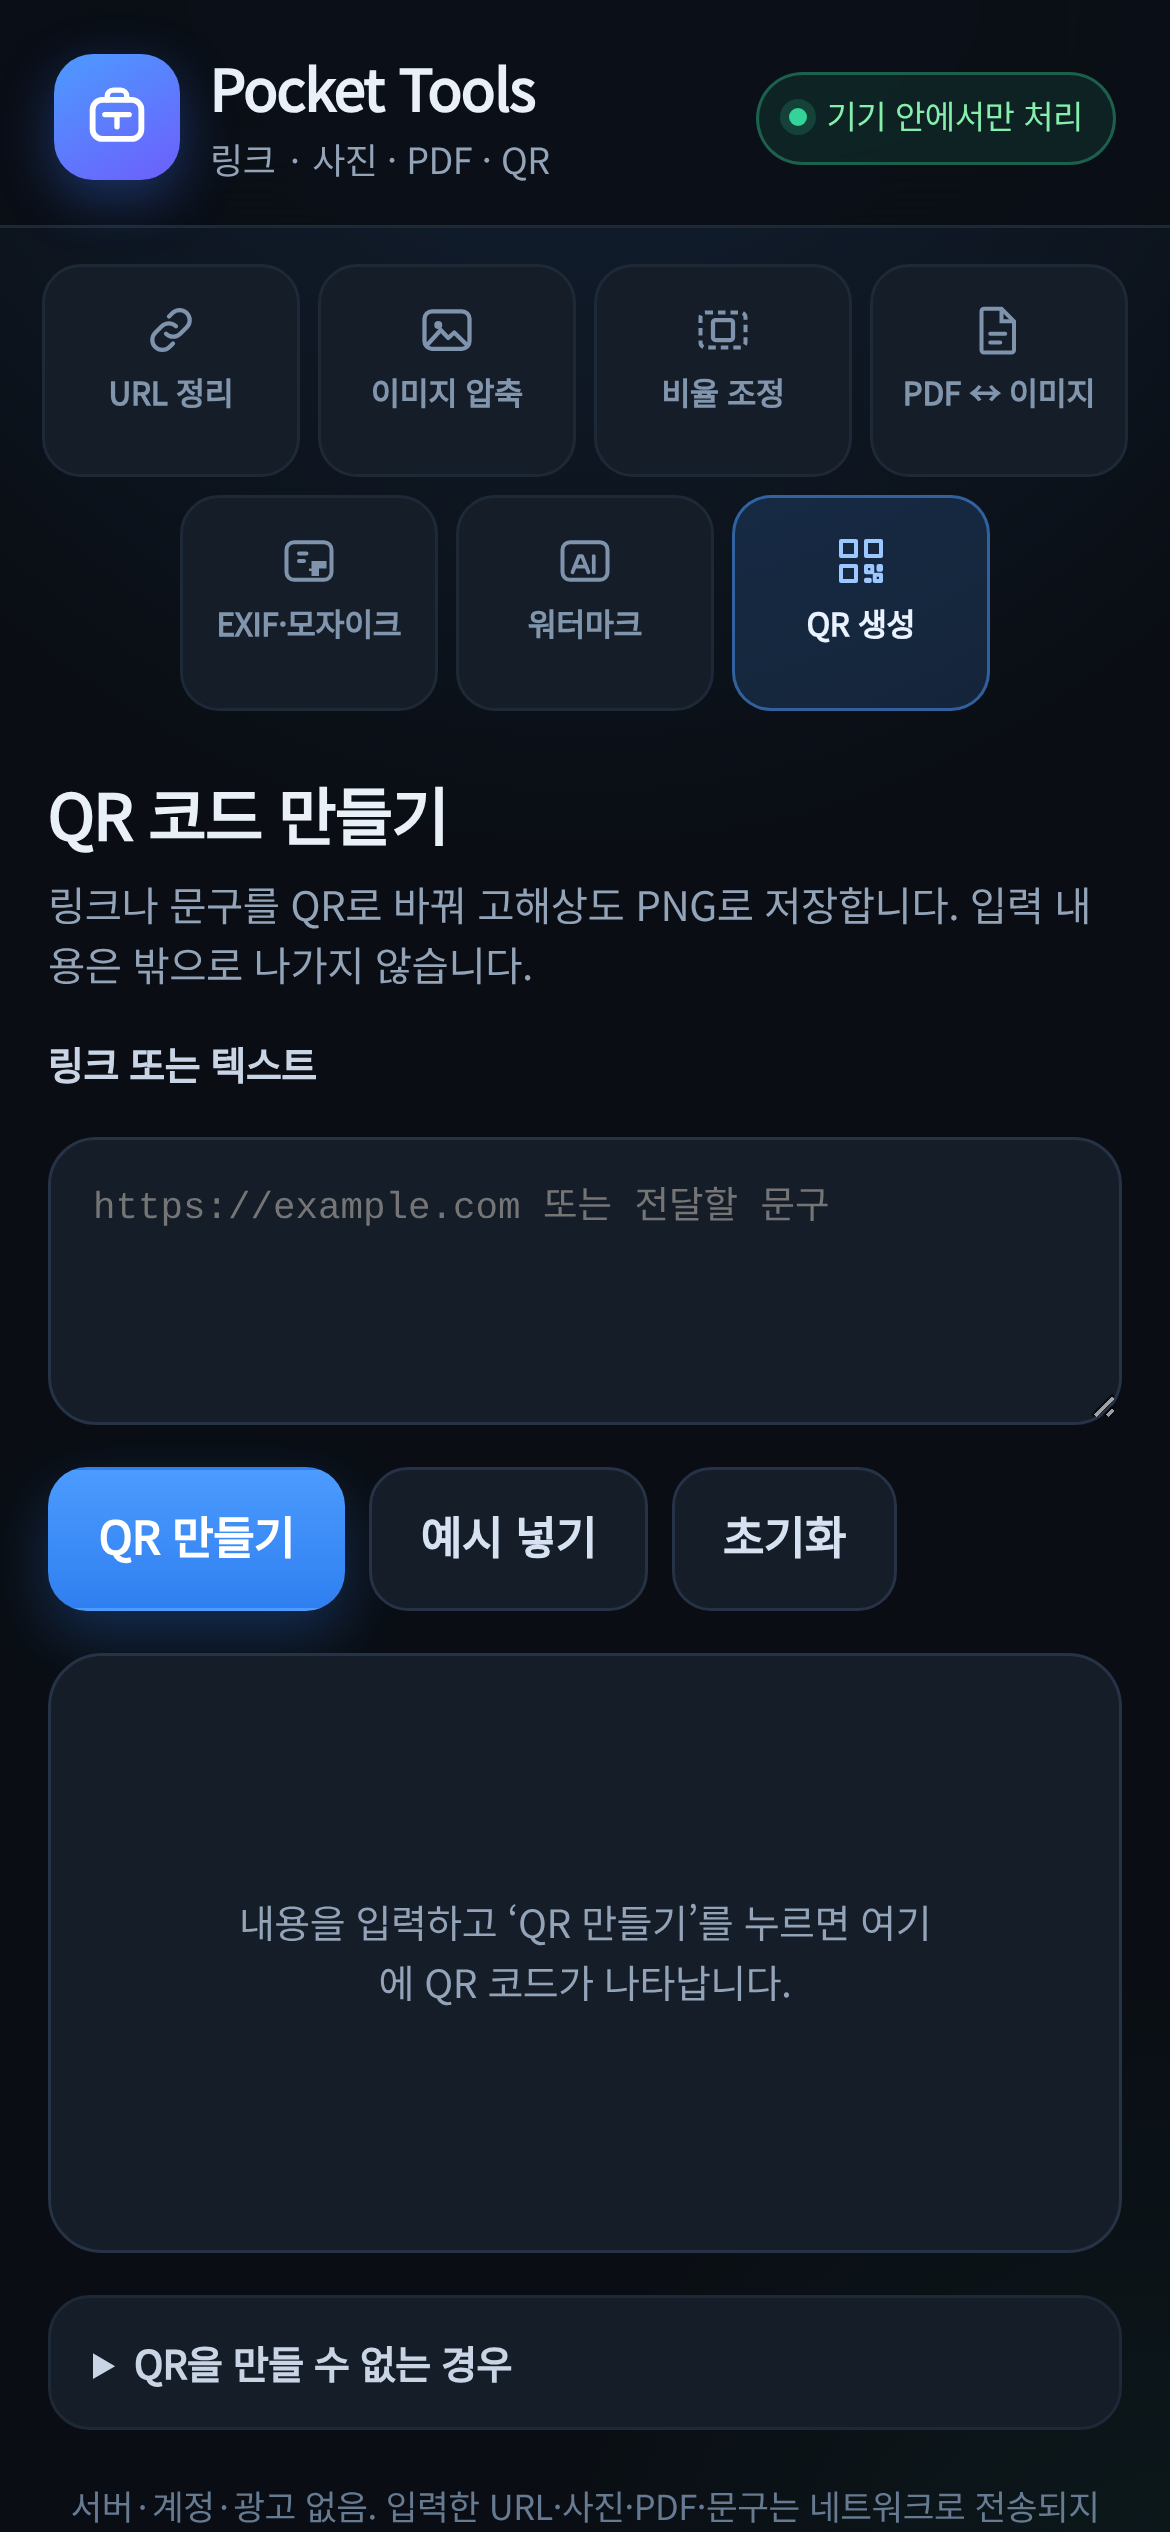 Pocket Tools
링크 · 사진 · PDF · QR
기기 안에서만 처리
URL 정리
이미지 압축
비율 조정
PDF ↔ 이미지
EXIF·모자이크
AI
워터마크
QR 생성
QR 코드 만들기
링크나 문구를 QR로 바꿔 고해상도 PNG로 저장합니다. 입력 내
용은 밖으로 나가지 않습니다.
링크 또는 텍스트
https://example.com 또는 전달할 문구
QR 만들기
예시 넣기
초기화
내용을 입력하고 ‘QR 만들기’를 누르면 여기
에 QR 코드가 나타납니다.
QR을 만들 수 없는 경우
서버·계정·광고 없음. 입력한 URL·사진·PDF·문구는 네트워크로 전송되지